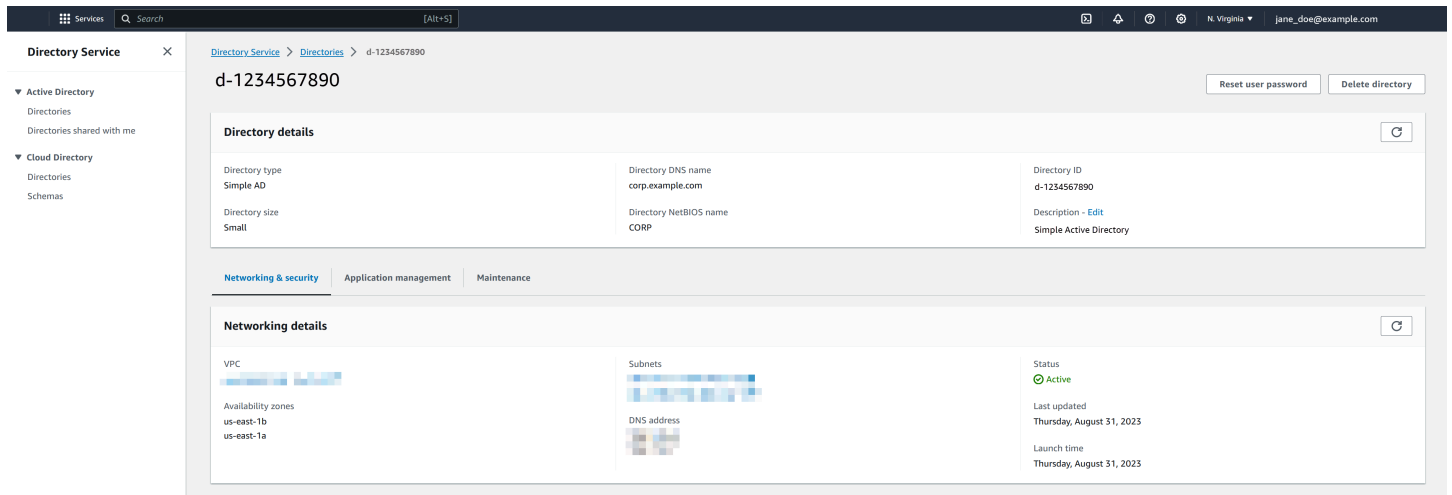 Services
Search
[Alt+S]
N. Virginia
jane_doe@example.com
Directory Service
Active Directory
Directories
Directories shared with me
Cloud Directory
Directories
Schemas
Directory Service > Directories > d-1234567890
d-1234567890
Reset user password
Delete directory
Directory details
Directory type
Simple AD
Directory size
Small
Directory DNS name
corp.example.com
Directory NetBIOS name
CORP
Directory ID
d-1234567890
Description - Edit
Simple Active Directory
Networking & security
Application management
Maintenance
Networking details
VPC
Availability zones
us-east-1b
us-east-1a
Subnets
DNS address
Status
Active
Last updated
Thursday, August 31, 2023
Launch time
Thursday, August 31, 2023